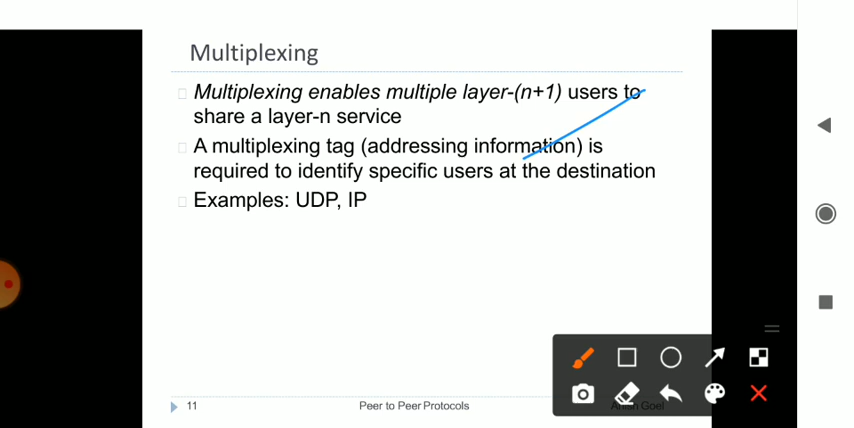 Multiplexing
Multiplexing enables multiple layer-(n+1) users to
share a layer-n service
A multiplexing tag (addressing information) is
required to identify specific users at the destination
Examples: UDP, IP
11
Peer to Peer Protocols
Goel